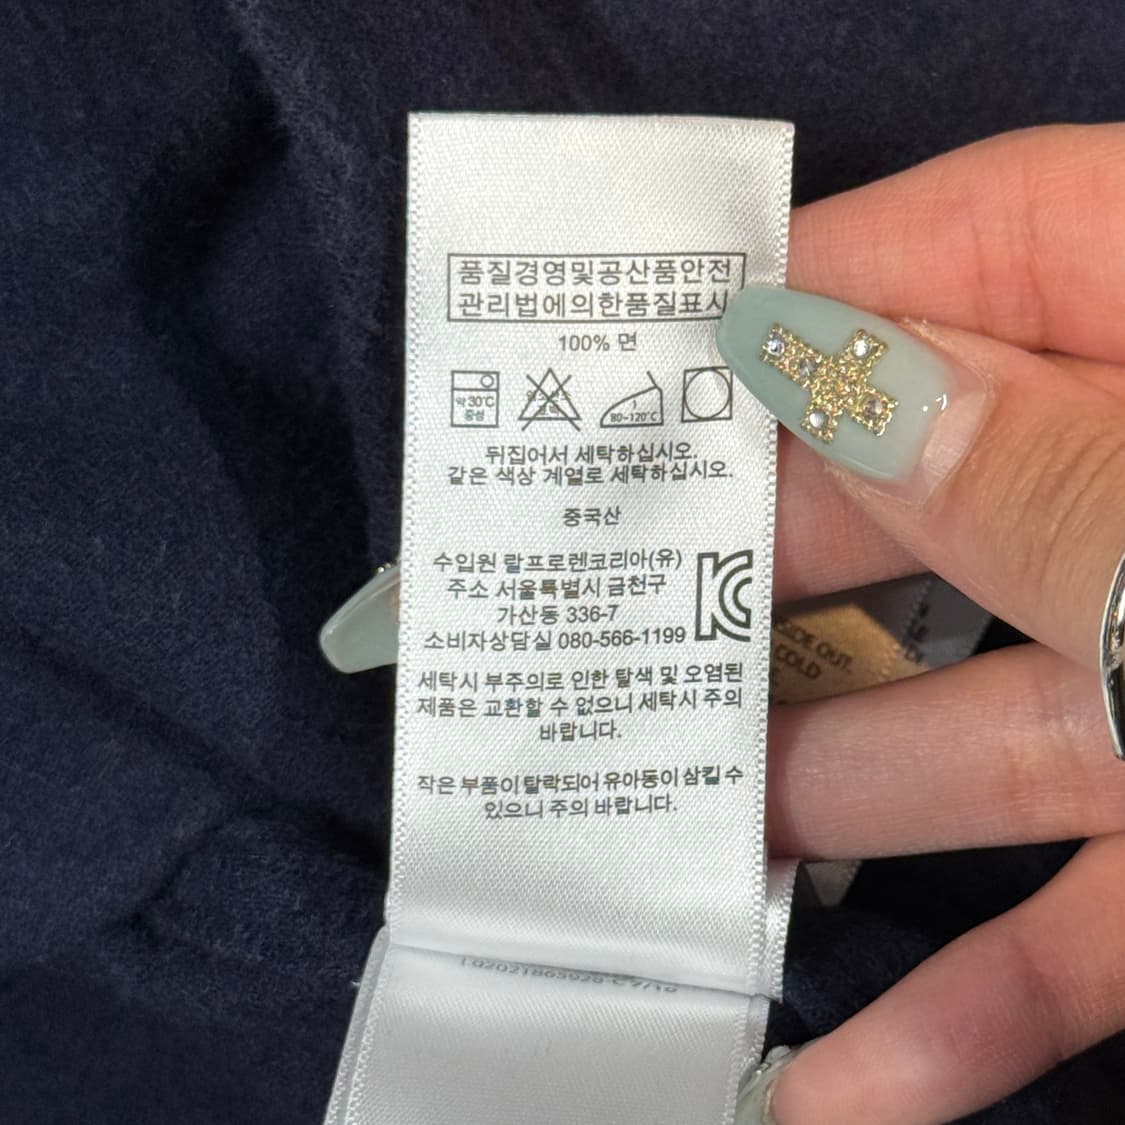 품질경영및공산품안전
관리법에의한품질표시
100% 면
약 30℃
중성
80~120℃
뒤집어서 세탁하십시오.
같은 색상 계열로 세탁하십시오.
중국산
수입원 랄프로렌코리아(유)
주소 서울특별시 금천구
가산동 336-7
소비자상담실 080-566-1199
세탁시 부주의로 인한 탈색 및 오염된
제품은 교환할 수 없으니 세탁시 주의
바랍니다.
작은 부품이 탈락되어 유아동이 삼킬 수
있으니 주의 바랍니다.
SIDE OUT.
COLD